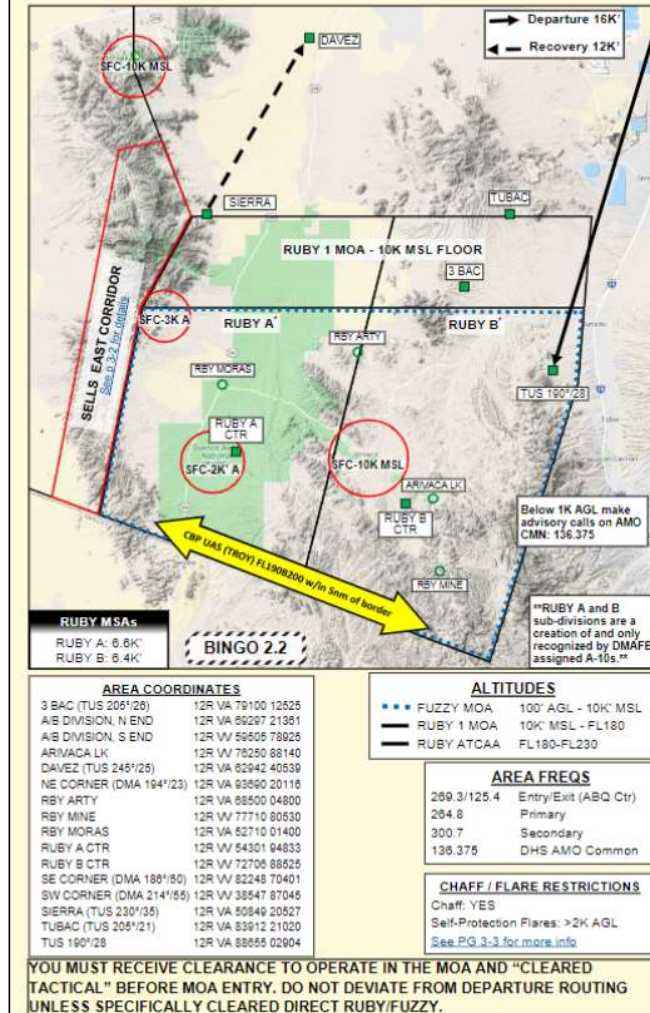 Departure 16K'
Recovery 12K'
DAVEZ
SFC-10K MSL
SIERRA
TUBAC
RUBY 1 MOA - 10K MSL FLOOR
3 BAC
SELLS EAST CORRIDOR
See p 3-2 for details
SFC-3K A
RUBY A*
RUBY B*
RBY ARTY
RBY MORAS
TUS 190°/28
RUBY A
CTR
SFC-2K' A
SFC-10K MSL
ARIVACA LK
RUBY B
CTR
RBY MINE
Below 1K AGL make
advisory calls on AMO
CMN: 136.375
CBP UAS (TROY) FL190B200 w/in 5nm of border
RUBY MSAs
RUBY A: 6.6K'
RUBY B: 6.4K'
BINGO 2.2
**RUBY A and B
sub-divisions are a
creation of and only
recognized by DMAFB
assigned A-10s.**
AREA COORDINATES
3 BAC (TUS 205°/26) 12R VA 79100 12525
A/B DIVISION, N END 12R VA 69297 21361
A/B DIVISION, S END 12R VV 59505 78925
ARIVACA LK 12R VV 76250 88140
DAVEZ (TUS 245°/25) 12R VA 62942 40539
NE CORNER (DMA 194°/23) 12R VA 93690 20116
RBY ARTY 12R VA 68500 04800
RBY MINE 12R VV 77710 80530
RBY MORAS 12R VA 52710 01400
RUBY A CTR 12R VV 54301 94833
RUBY B CTR 12R VV 72706 88525
SE CORNER (DMA 186°/50) 12R VV 82248 70401
SW CORNER (DMA 214°/55) 12R VV 38547 87045
SIERRA (TUS 230°/35) 12R VA 50849 20527
TUBAC (TUS 205°/21) 12R VA 83912 21020
TUS 190°/28 12R VA 88655 02904
ALTITUDES
FUZZY MOA 100' AGL - 10K' MSL
RUBY 1 MOA 10K' MSL - FL180
RUBY ATCAA FL180-FL230
AREA FREQS
269.3/125.4 Entry/Exit (ABQ Ctr)
264.8 Primary
300.7 Secondary
136.375 DHS AMO Common
CHAFF / FLARE RESTRICTIONS
Chaff: YES
Self-Protection Flares: >2K AGL
See PG 3-3 for more info
YOU MUST RECEIVE CLEARANCE TO OPERATE IN THE MOA AND “CLEARED
TACTICAL” BEFORE MOA ENTRY. DO NOT DEVIATE FROM DEPARTURE ROUTING
UNLESS SPECIFICALLY CLEARED DIRECT RUBY/FUZZY.